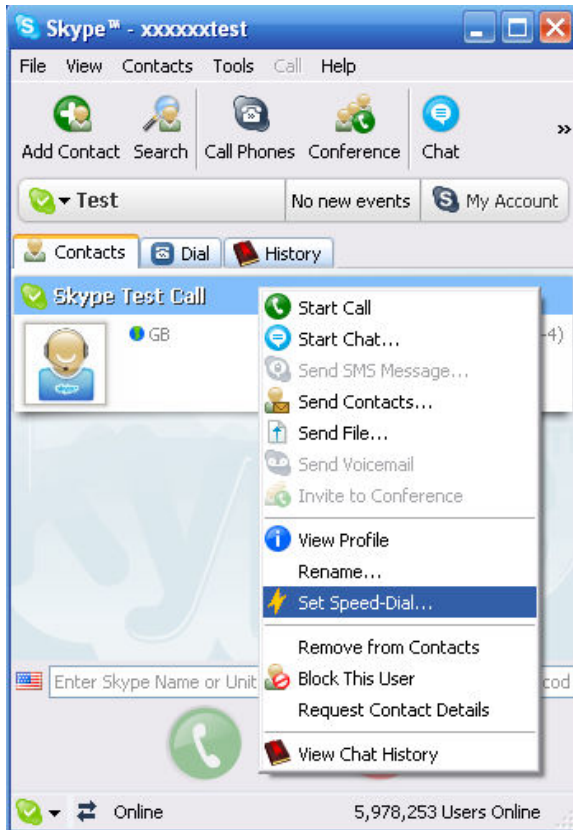 Skype™ - xxxxxxtest
File View Contacts Tools Call Help
Add Contact Search Call Phones Conference Chat »
Test No new events My Account
Contacts Dial History
Skype Test Call
GB -4)
Start Call
Start Chat...
Send SMS Message...
Send Contacts...
Send File...
Send Voicemail
Invite to Conference
View Profile
Rename...
Set Speed-Dial...
Remove from Contacts
Block This User
Request Contact Details
View Chat History
Enter Skype Name or Unit cod
Online 5,978,253 Users Online